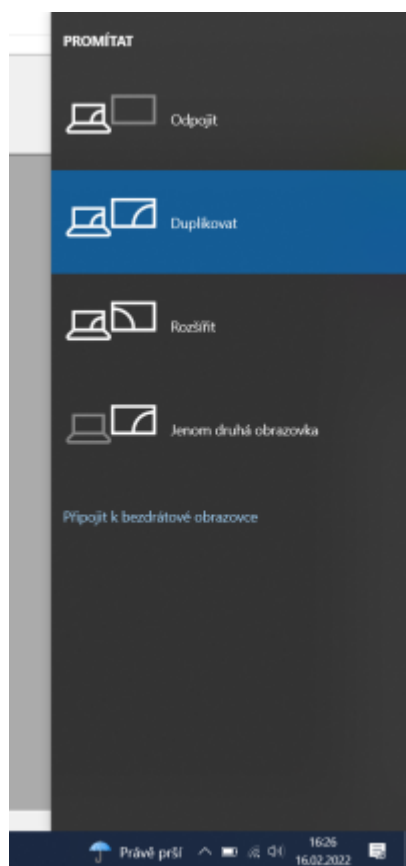 PROMÍTAT
Odpojit
Duplikovat
Rozšířit
Jenom druhá obrazovka
Připojit k bezdrátové obrazovce
Právě prší
16:26
16.02.2022